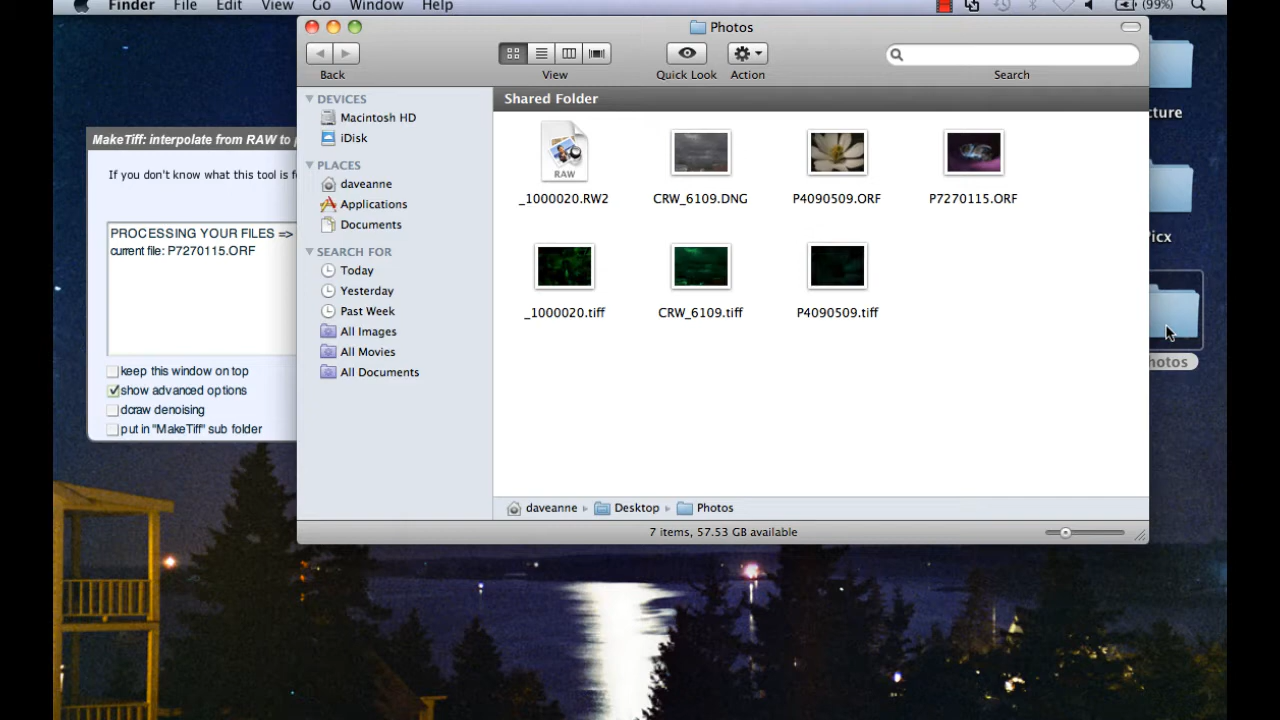 Finder File Edit View Go Window Help (99%)
Photos
Back View Quick Look Action Search
MakeTiff: interpolate from RAW to
If you don't know what this tool is
PROCESSING YOUR FILES =>
current file: P7270115.ORF
keep this window on top
show advanced options
dcraw denoising
put in "MakeTiff" sub folder
DEVICES
Macintosh HD
iDisk
PLACES
daveanne
Applications
Documents
SEARCH FOR
Today
Yesterday
Past Week
All Images
All Movies
All Documents
Shared Folder
RAW
_1000020.RW2 CRW_6109.DNG P4090509.ORF P7270115.ORF
_1000020.tiff CRW_6109.tiff P4090509.tiff
daveanne Desktop Photos
7 items, 57.53 GB available
cture
Picx
hotos